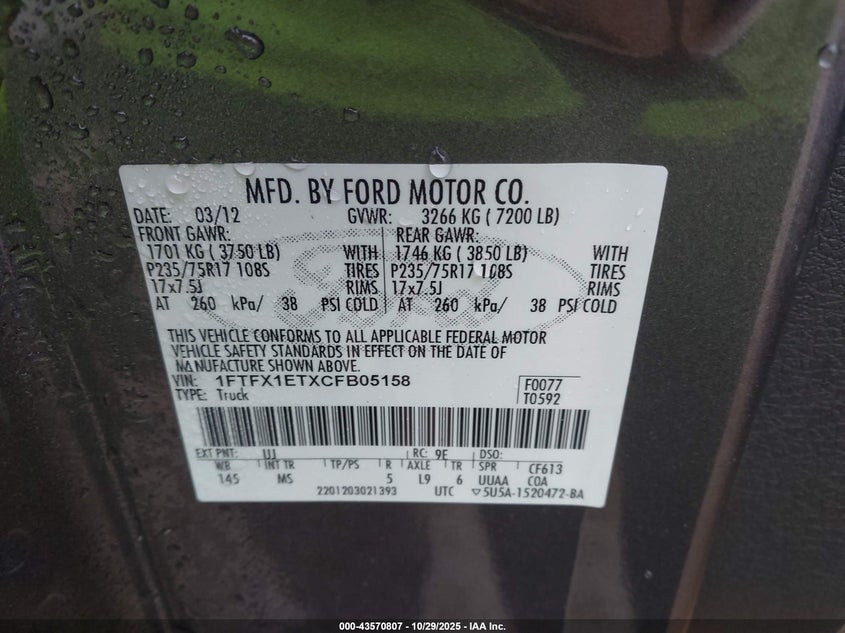 MFD. BY FORD MOTOR CO.
DATE: 03/12 GVWR: 3266 KG ( 7200 LB)
FRONT GAWR: REAR GAWR:
1701 KG ( 3750 LB) WITH 1746 KG ( 3850 LB) WITH
P235/75R17 108S TIRES P235/75R17 108S TIRES
17x7.5J RIMS 17x7.5J RIMS
AT 260 kPa/ 38 PSI COLD AT 260 kPa/ 38 PSI COLD
THIS VEHICLE CONFORMS TO ALL APPLICABLE FEDERAL MOTOR
VEHICLE SAFETY STANDARDS IN EFFECT ON THE DATE OF
MANUFACTURE SHOWN ABOVE.
VIN: 1FTFX1ETXCFB05158 F0077
TYPE: Truck T0592
EXT PNT: UJ RC: 9E DSO:
WB INT TR TP/PS R AXLE TR SPR CF613
145 MS 5 L9 6 UUAA COA
2201203021393 UTC ▽5U5A-1520472-BA
000-43570807 - 10/29/2025 - IAA Inc.